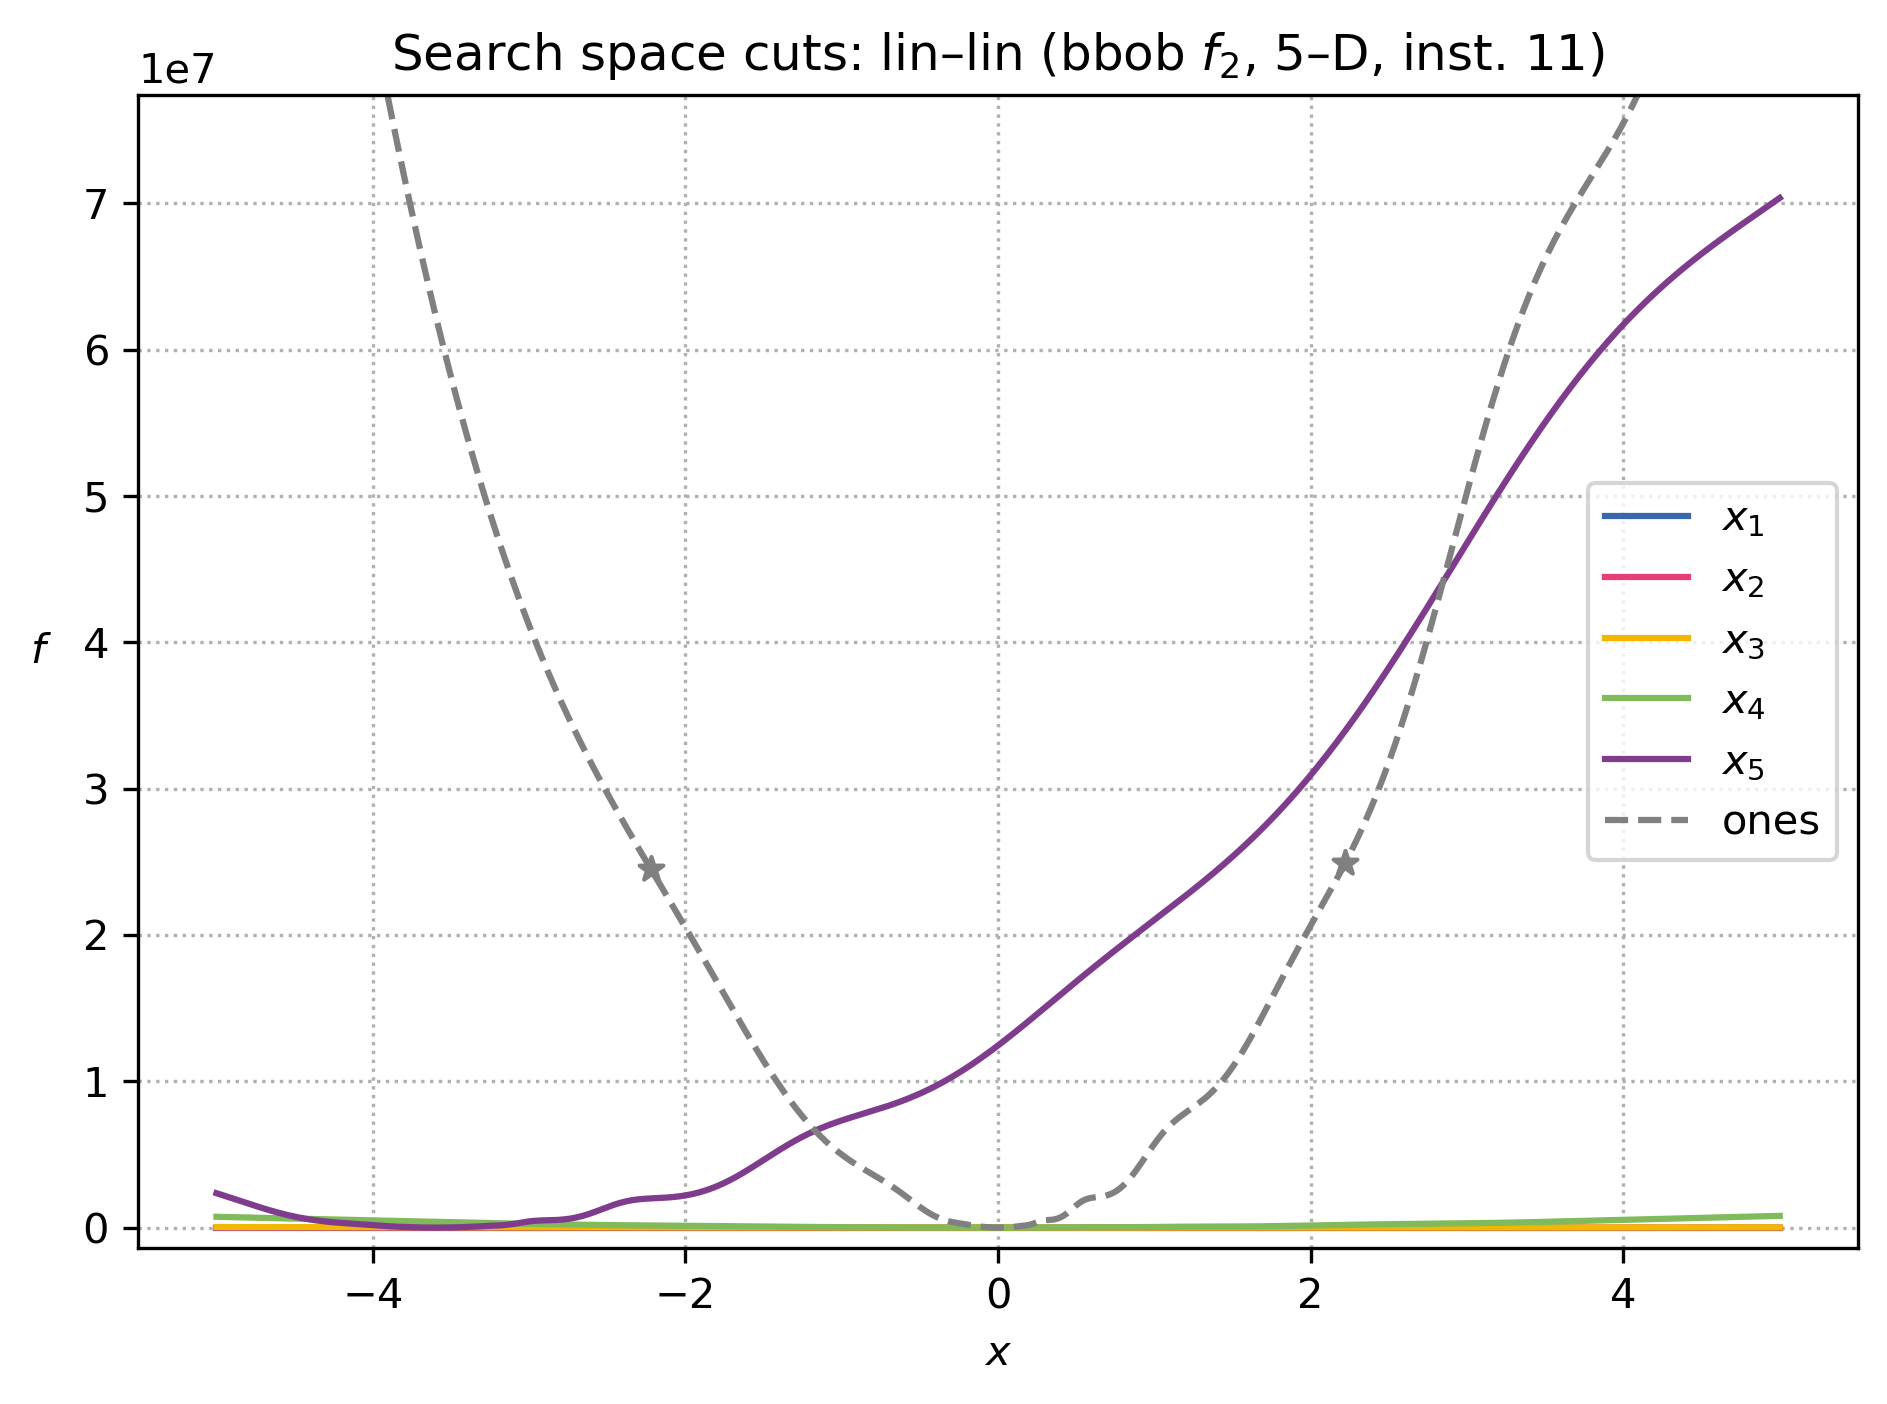 Search space cuts: lin–lin (bbob f₂, 5–D, inst. 11)
1e7
7
6
5
4
3
2
1
0
f
−4 −2 0 2 4
x
x₁
x₂
x₃
x₄
x₅
ones